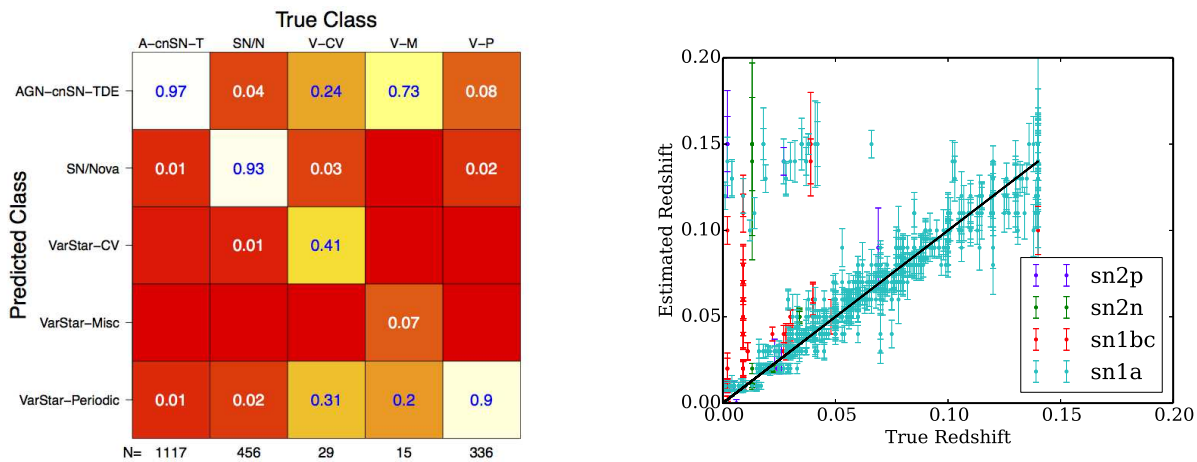 True Class
A−cnSN−T SN/N V−CV V−M V−P
Predicted Class
AGN−cnSN−TDE 0.97 0.04 0.24 0.73 0.08
SN/Nova 0.01 0.93 0.03 0.02
VarStar−CV 0.01 0.41
VarStar−Misc 0.07
VarStar−Periodic 0.01 0.02 0.31 0.2 0.9
N= 1117 456 29 15 336
Estimated Redshift
0.20
0.15
0.10
0.05
0.00
sn2p
sn2n
sn1bc
sn1a
0.00 0.05 0.10 0.15 0.20
True Redshift